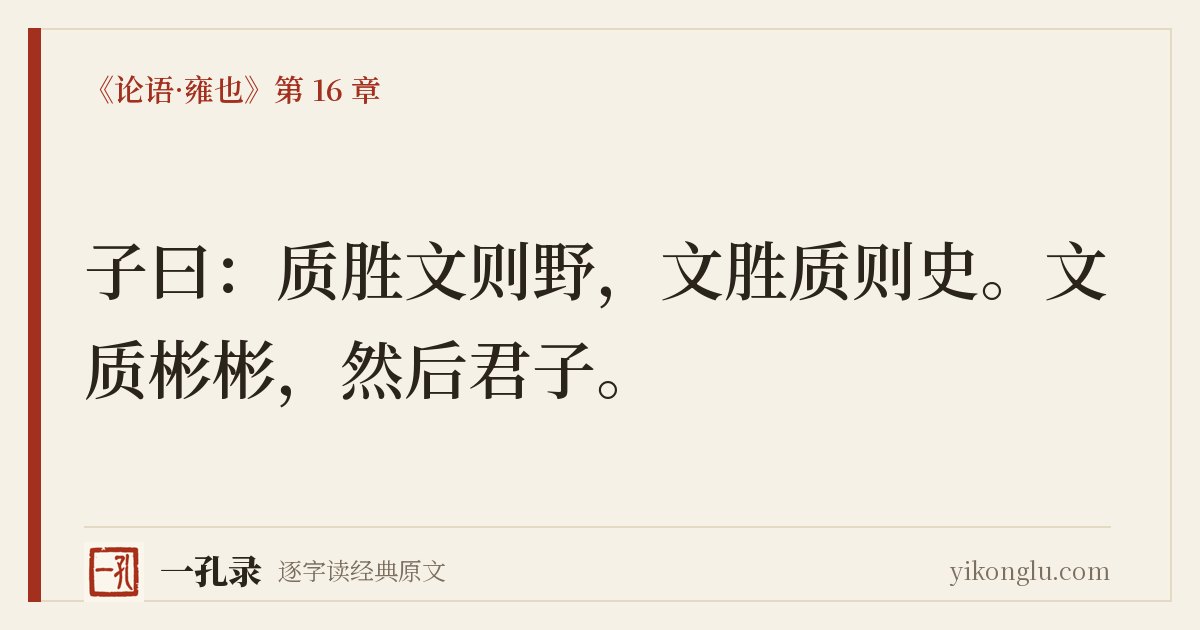 《论语·雍也》第 16 章
子曰：质胜文则野，文胜质则史。文
质彬彬，然后君子。
一孔
一孔录 逐字读经典原文 yikonglu.com